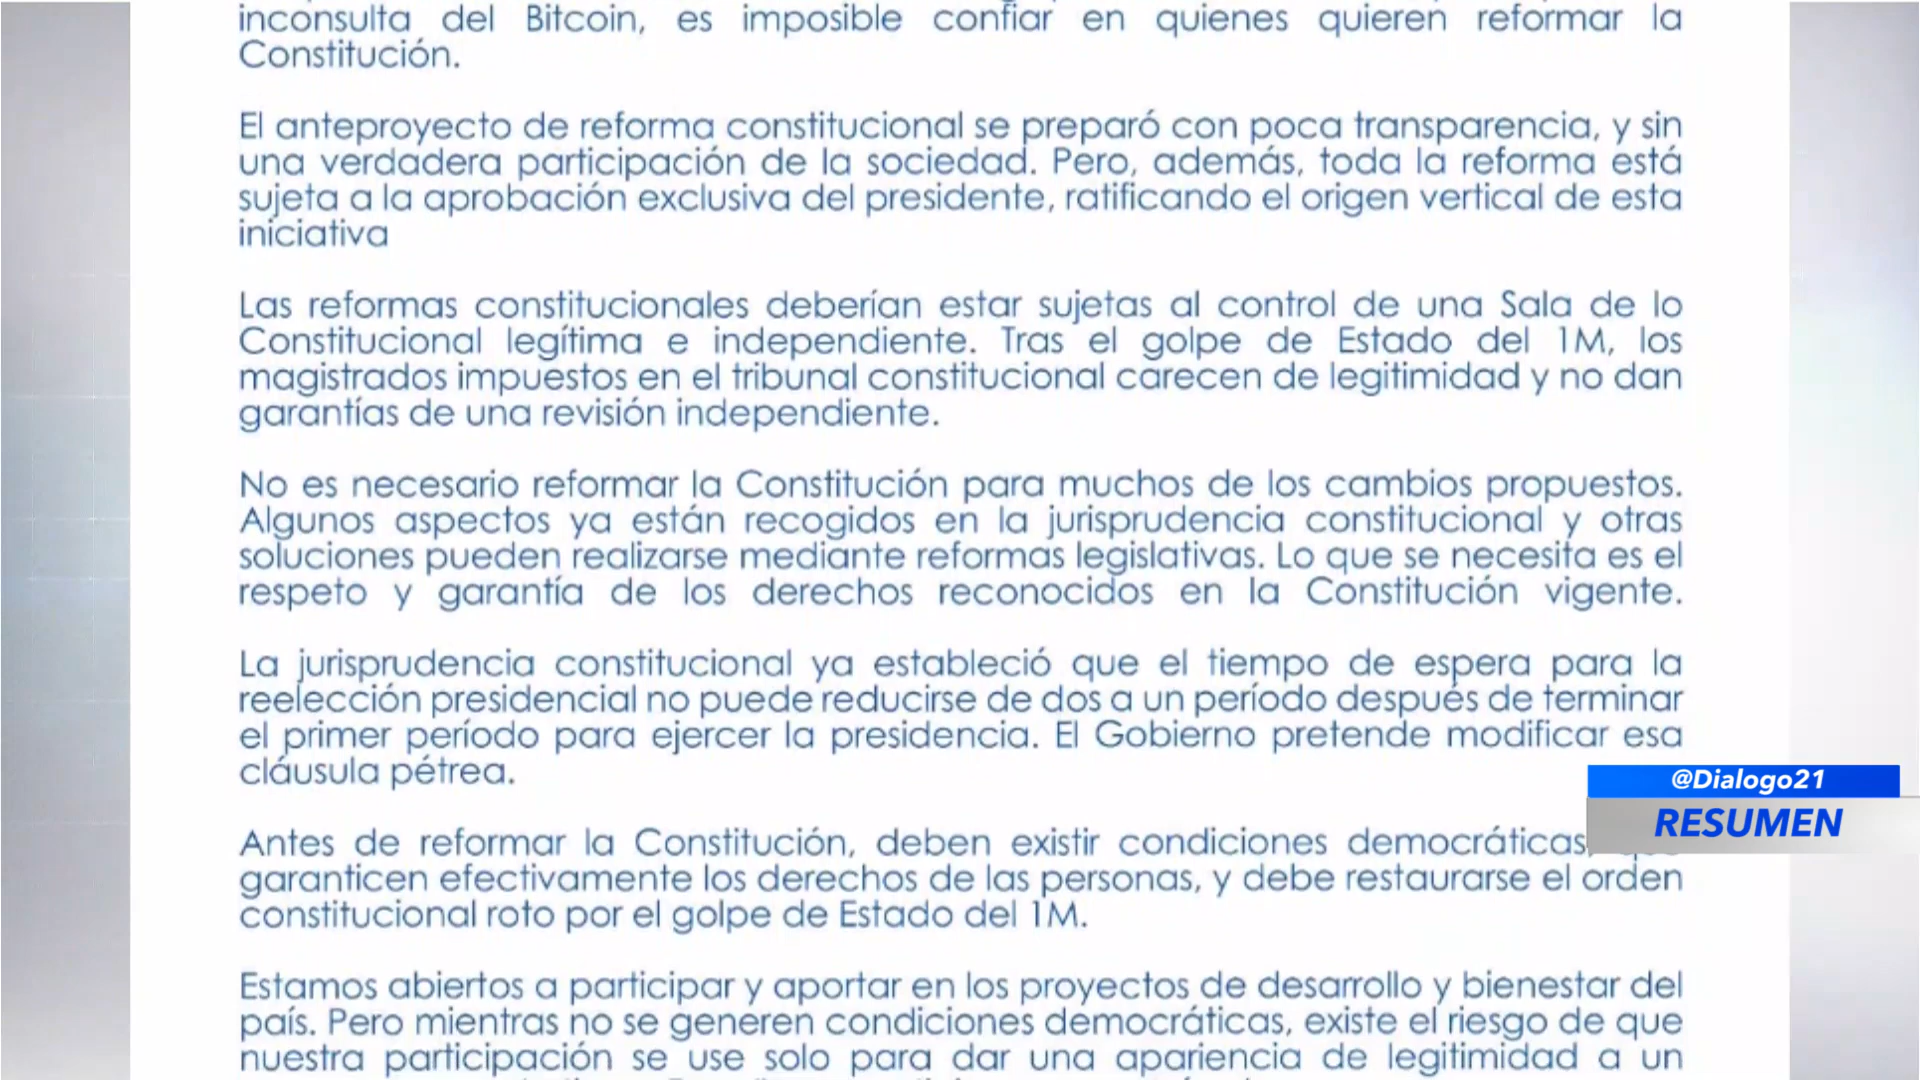 inconsulta del Bitcoin, es imposible confiar en quienes quieren reformar la
Constitución.
El anteproyecto de reforma constitucional se preparó con poca transparencia, y sin
una verdadera participación de la sociedad. Pero, además, toda la reforma está
sujeta a la aprobación exclusiva del presidente, ratificando el origen vertical de esta
iniciativa
Las reformas constitucionales deberían estar sujetas al control de una Sala de lo
Constitucional legítima e independiente. Tras el golpe de Estado del 1M, los
magistrados impuestos en el tribunal constitucional carecen de legitimidad y no dan
garantías de una revisión independiente.
No es necesario reformar la Constitución para muchos de los cambios propuestos.
Algunos aspectos ya están recogidos en la jurisprudencia constitucional y otras
soluciones pueden realizarse mediante reformas legislativas. Lo que se necesita es el
respeto y garantía de los derechos reconocidos en la Constitución vigente.
La jurisprudencia constitucional ya estableció que el tiempo de espera para la
reelección presidencial no puede reducirse de dos a un período después de terminar
el primer período para ejercer la presidencia. El Gobierno pretende modificar esa
cláusula pétrea.
@Dialogo21
RESUMEN
Antes de reformar la Constitución, deben existir condiciones democráticas,
garanticen efectivamente los derechos de las personas, y debe restaurarse el orden
constitucional roto por el golpe de Estado del 1M.
Estamos abiertos a participar y aportar en los proyectos de desarrollo y bienestar del
país. Pero mientras no se generen condiciones democráticas, existe el riesgo de que
nuestra participación se use solo para dar una apariencia de legitimidad a un